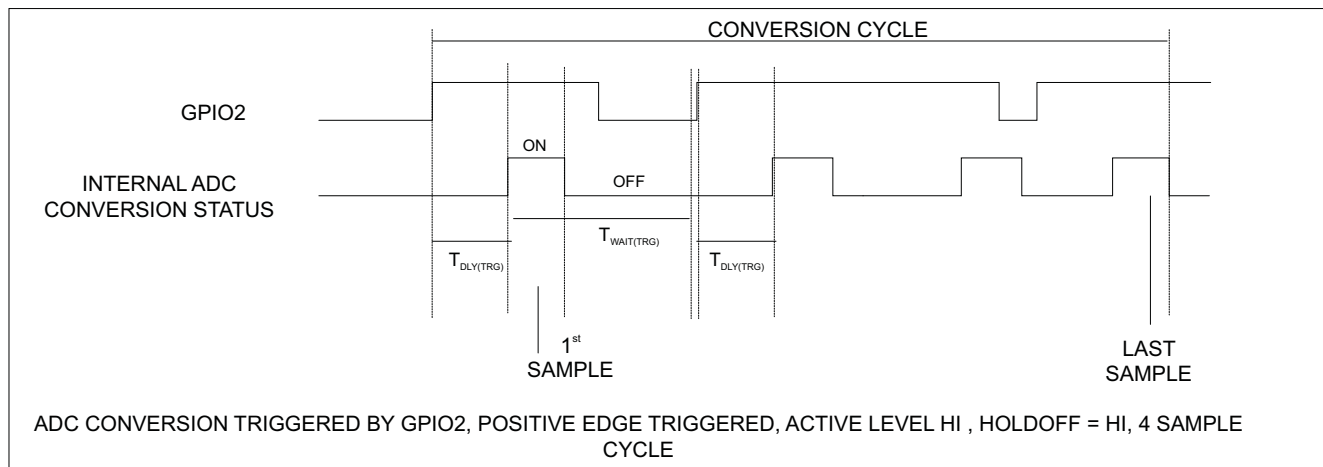 CONVERSION CYCLE
GPIO2
ON
INTERNAL ADC
CONVERSION STATUS
OFF
T_WAIT(TRG)
T_DLY(TRG)
T_DLY(TRG)
1st
SAMPLE
LAST
SAMPLE
ADC CONVERSION TRIGGERED BY GPIO2, POSITIVE EDGE TRIGGERED, ACTIVE LEVEL HI , HOLDOFF = HI, 4 SAMPLE
CYCLE